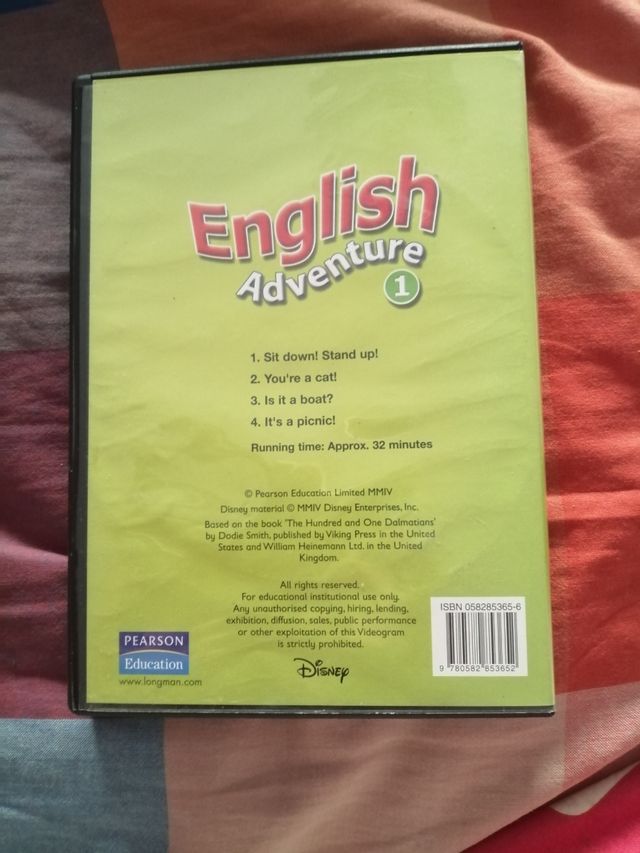 English
Adventure 1
1. Sit down! Stand up!
2. You're a cat!
3. Is it a boat?
4. It's a picnic!
Running time: Approx. 32 minutes
© Pearson Education Limited MMIV
Disney material © MMIV Disney Enterprises, Inc.
Based on the book 'The Hundred and One Dalmatians'
by Dodie Smith, published by Viking Press in the United
States and William Heinemann Ltd. in the United
Kingdom.
All rights reserved.
For educational institutional use only.
Any unauthorised copying, hiring, lending,
exhibition, diffusion, sales, public performance
or other exploitation of this Videogram
is strictly prohibited.
ISBN 058285365-6
9 780582 853652
PEARSON
Education
www.longman.com
Disney